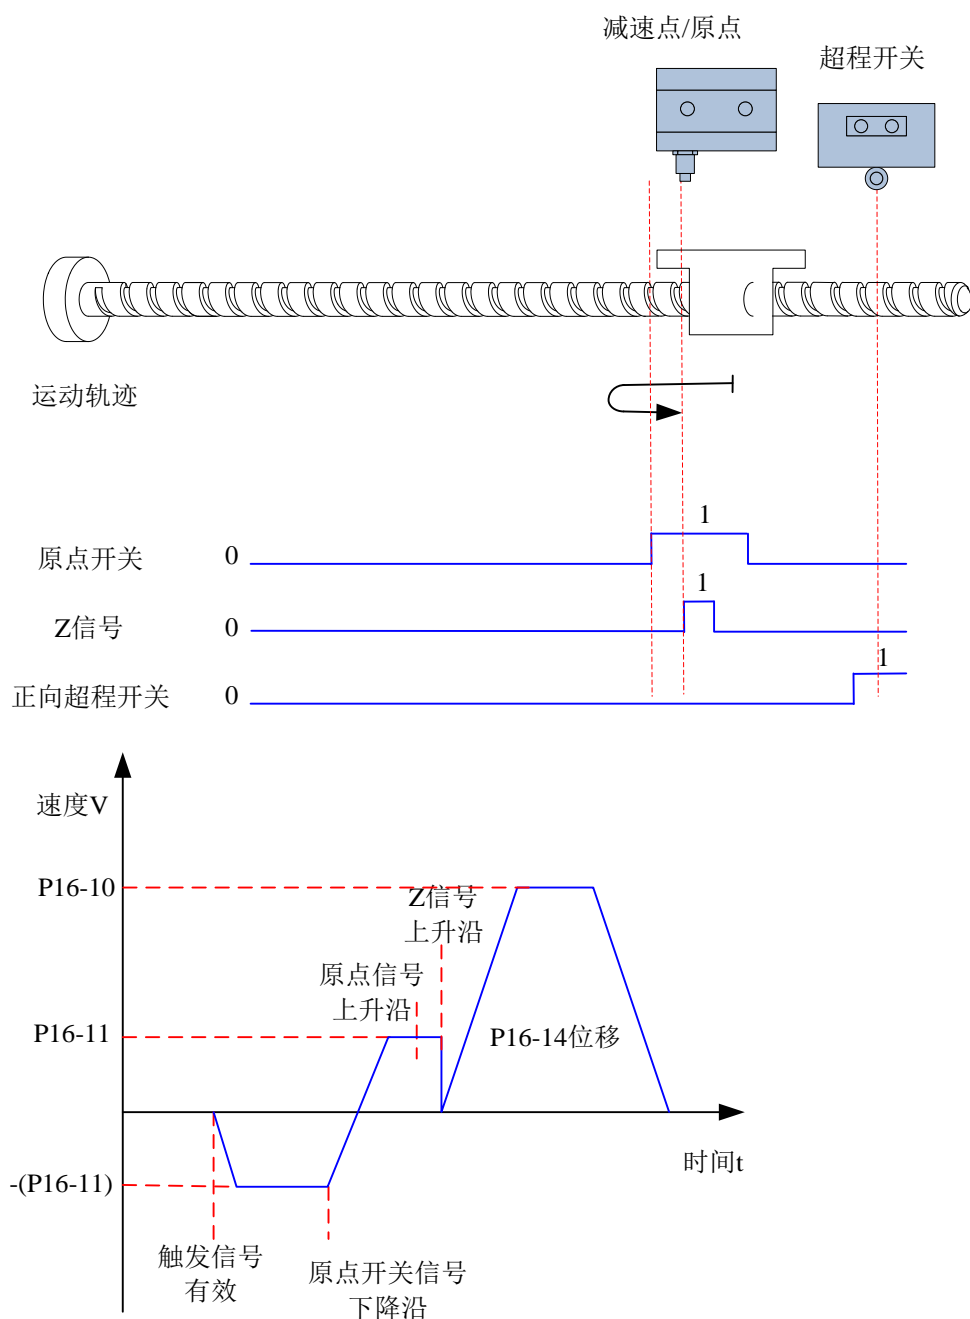 减速点/原点
超程开关
运动轨迹
1
原点开关 0
1
Z信号 0
1
正向超程开关 0
速度V
P16-10
Z信号
上升沿
原点信号
上升沿
P16-11
P16-14位移
时间t
-(P16-11)
触发信号
有效
原点开关信号
下降沿